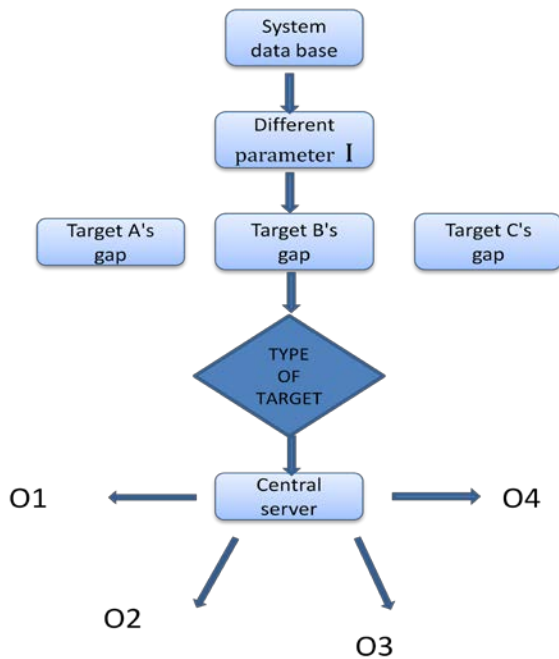 System
data base
Different
parameter I
Target A's
gap
Target B's
gap
Target C's
gap
TYPE
OF
TARGET
Central
server
O1
O4
O2
O3